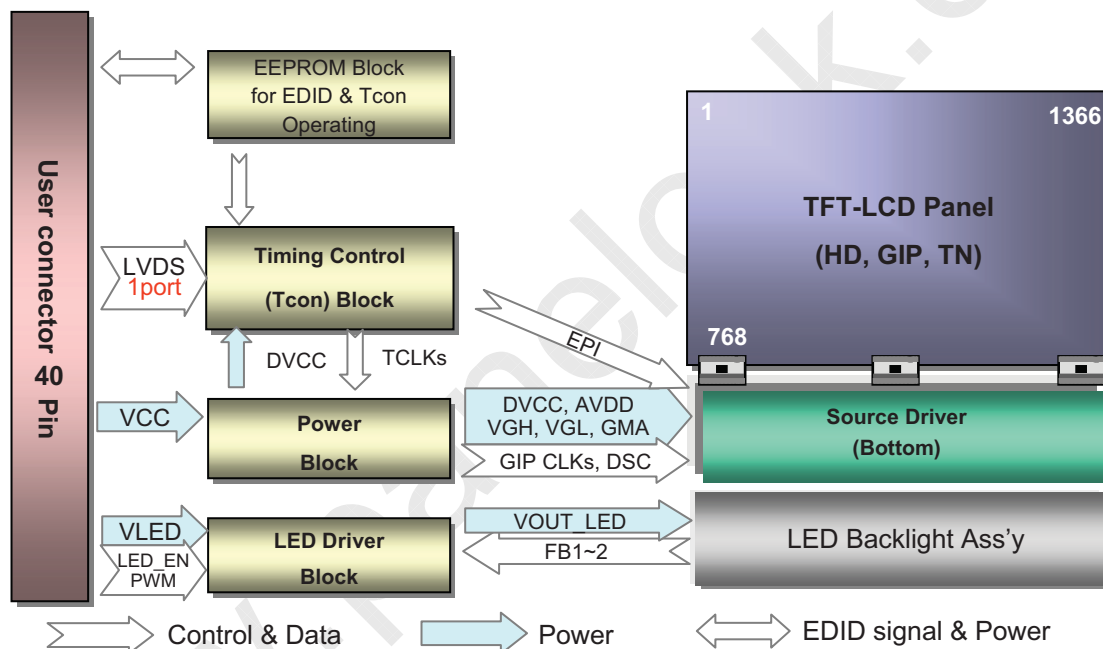 User connector 40 Pin
EEPROM Block
for EDID & Tcon
Operating
LVDS
1port
Timing Control
(Tcon) Block
DVCC
TCLKs
EPI
VCC
Power
Block
DVCC, AVDD
VGH, VGL, GMA
GIP CLKs, DSC
VLED
LED_EN
PWM
LED Driver
Block
VOUT_LED
FB1~2
1
1366
TFT-LCD Panel
(HD, GIP, TN)
768
Source Driver
(Bottom)
LED Backlight Ass'y
Control & Data
Power
EDID signal & Power